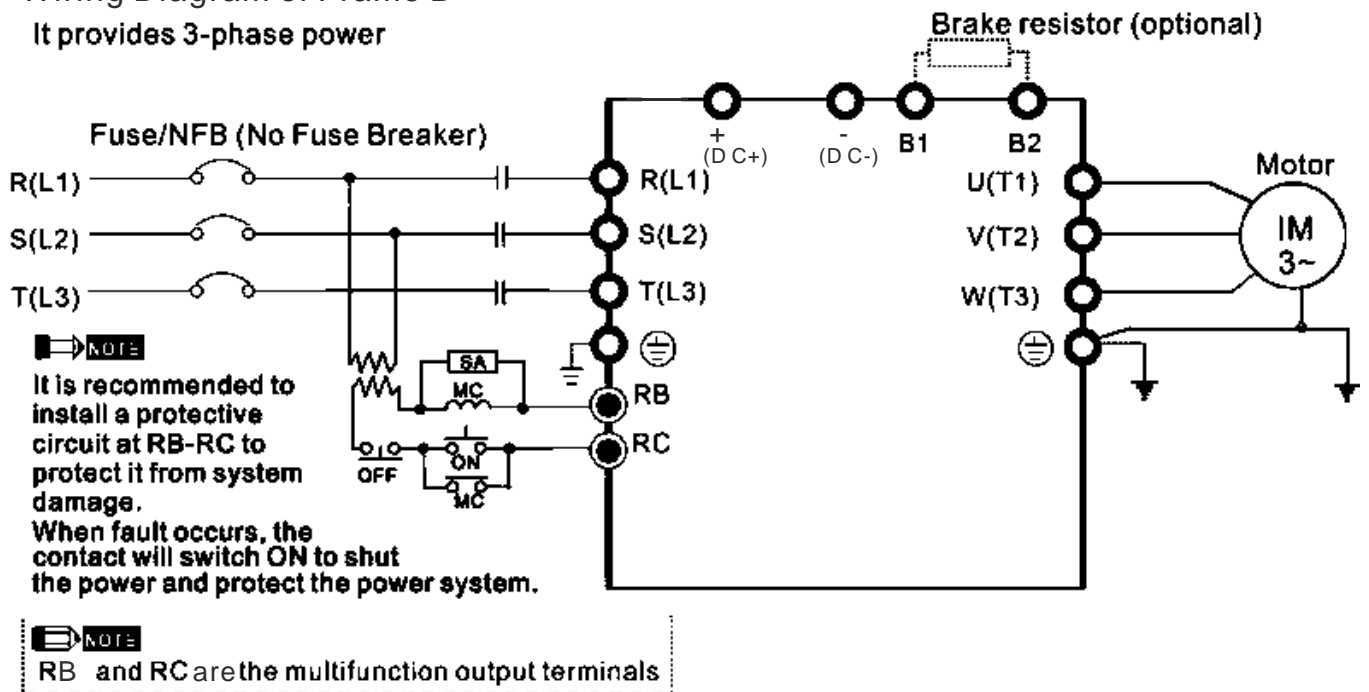 It provides 3-phase power
Brake resistor (optional)
Fuse/NFB (No Fuse Breaker)
+
(DC+)
-
(DC-)
B1
B2
Motor
R(L1)
R(L1)
U(T1)
S(L2)
S(L2)
V(T2)
IM
3~
T(L3)
T(L3)
W(T3)
NOTE
It is recommended to
install a protective
circuit at RB-RC to
protect it from system
damage.
When fault occurs, the
contact will switch ON to shut
the power and protect the power system.
SA
MC
RB
OFF
ON
MC
RC
NOTE
RB and RC are the multifunction output terminals